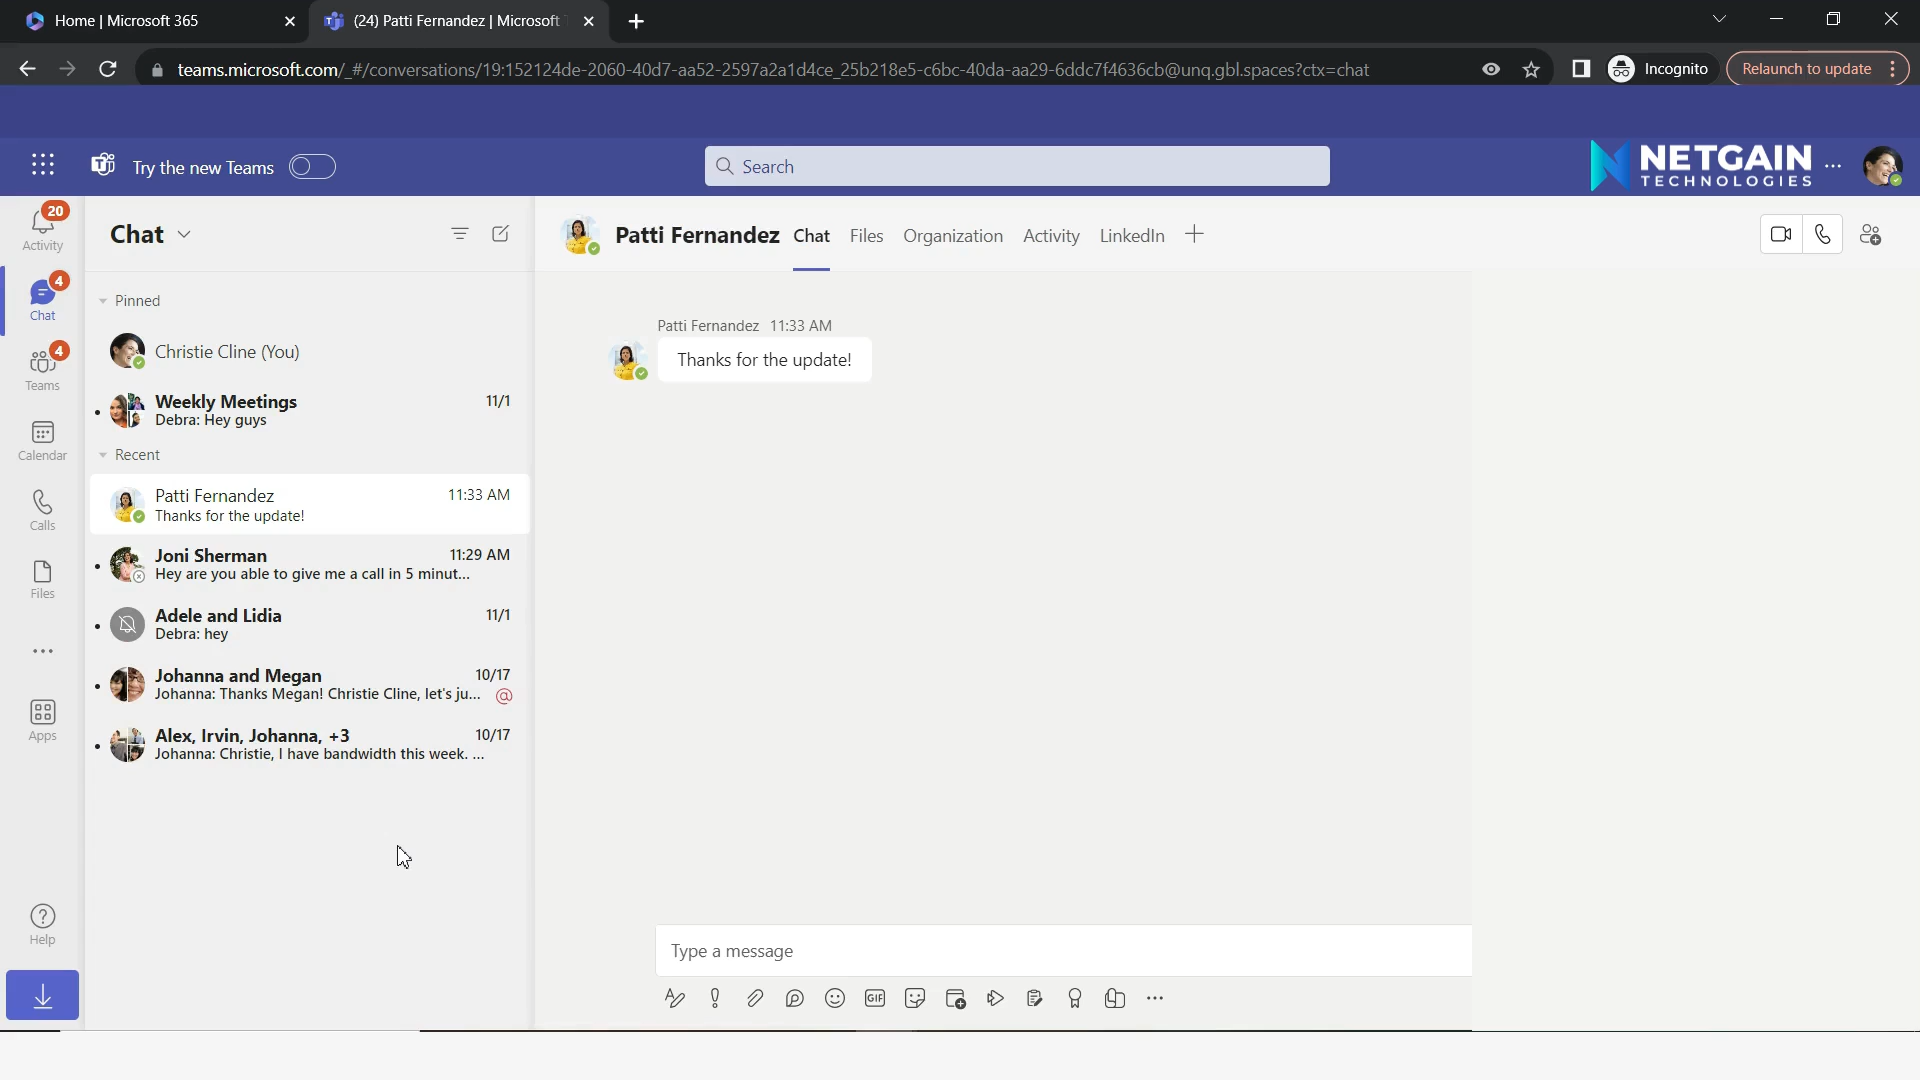 Home | Microsoft 365
(24) Patti Fernandez | Microsoft
teams.microsoft.com/_#/conversations/19:152124de-2060-40d7-aa52-2597a2a1d4ce_25b218e5-c6bc-40da-aa29-6ddc7f4636cb@unq.gbl.spaces?ctx=chat
Incognito
Relaunch to update
Try the new Teams
Search
NETGAIN
TECHNOLOGIES
20
Activity
4
Chat
4
Teams
Calendar
Calls
Files
Apps
Help
Chat
Pinned
Christie Cline (You)
Weekly Meetings 11/1
Debra: Hey guys
Recent
Patti Fernandez 11:33 AM
Thanks for the update!
Joni Sherman 11:29 AM
Hey are you able to give me a call in 5 minut...
Adele and Lidia 11/1
Debra: hey
Johanna and Megan 10/17
Johanna: Thanks Megan! Christie Cline, let's ju... @
Alex, Irvin, Johanna, +3 10/17
Johanna: Christie, I have bandwidth this week. ...
Patti Fernandez Chat Files Organization Activity LinkedIn
Patti Fernandez 11:33 AM
Thanks for the update!
Type a message
GIF